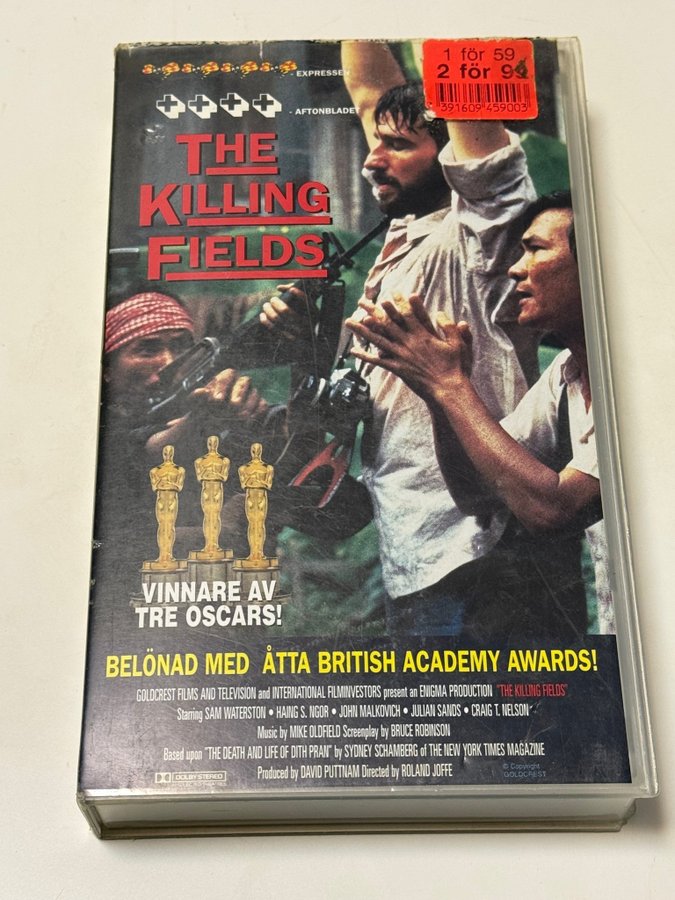 EXPRESSEN
- AFTONBLADET
1 för 59
2 för 99
391609 459003
THE
KILLING
FIELDS
VINNARE AV
TRE OSCARS!
BELÖNAD MED ÅTTA BRITISH ACADEMY AWARDS!
GOLDCREST FILMS AND TELEVISION and INTERNATIONAL FILMINVESTORS present an ENIGMA PRODUCTION "THE KILLING FIELDS"
Starring SAM WATERSTON • HAING S. NGOR • JOHN MALKOVICH • JULIAN SANDS • CRAIG T. NELSON •
Music by MIKE OLDFIELD Screenplay by BRUCE ROBINSON
Based upon "THE DEATH AND LIFE OF DITH PRAN" by SYDNEY SCHAMBERG of THE NEW YORK TIMES MAGAZINE
Produced by DAVID PUTTNAM Directed by ROLAND JOFFE
DOLBY STEREO
© Copyright
GOLDCREST